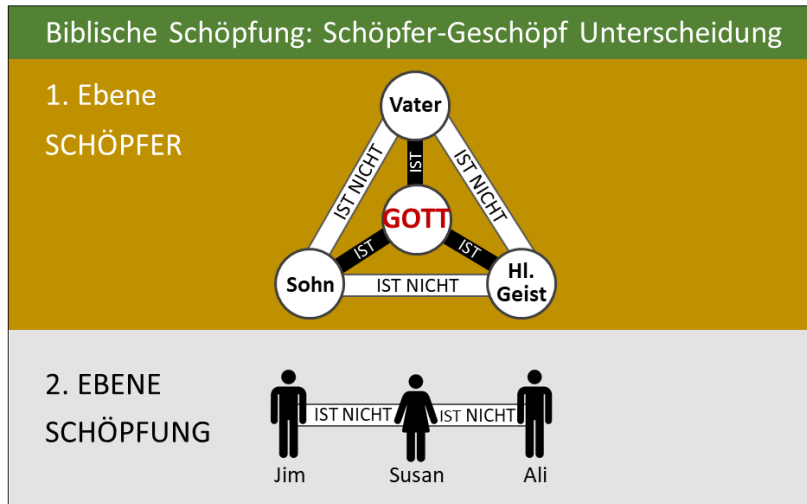 Biblische Schöpfung: Schöpfer-Geschöpf Unterscheidung
1. Ebene
SCHÖPFER
Vater
IST NICHT
IST
IST NICHT
GOTT
IST
IST
Sohn
IST NICHT
Hl.
Geist
2. EBENE
SCHÖPFUNG
IST NICHT
IST NICHT
Jim
Susan
Ali